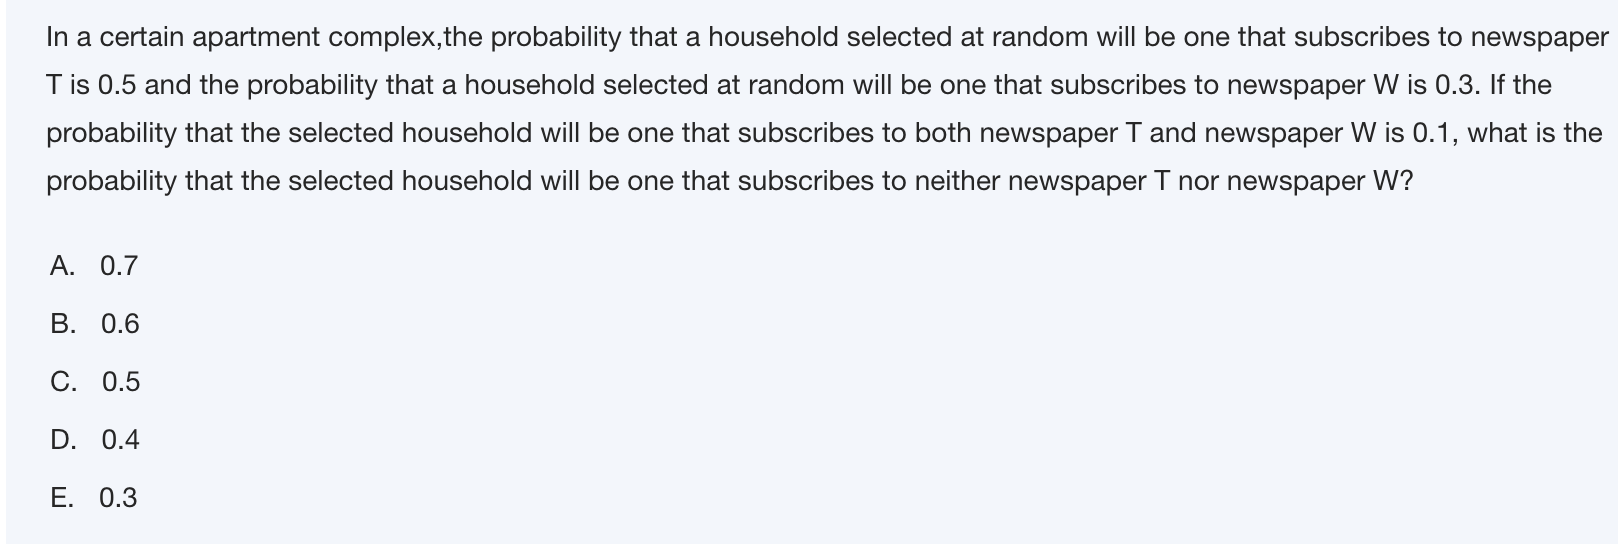 In a certain apartment complex,the probability that a household selected at random will be one that subscribes to newspaper
T is 0.5 and the probability that a household selected at random will be one that subscribes to newspaper W is 0.3. If the
probability that the selected household will be one that subscribes to both newspaper T and newspaper W is 0.1, what is the
probability that the selected household will be one that subscribes to neither newspaper T nor newspaper W?
A. 0.7
B. 0.6
C. 0.5
D. 0.4
E. 0.3